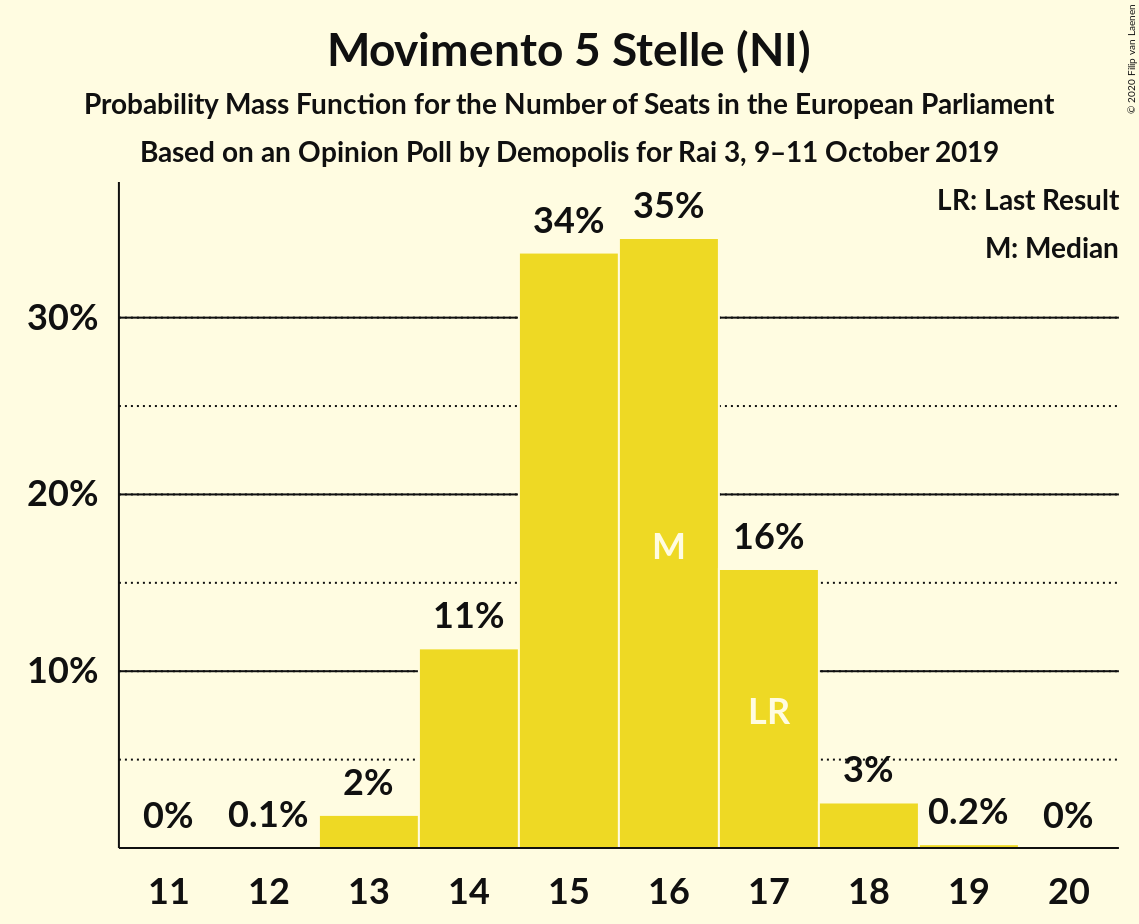 © 2020 Filip van Laenen
Movimento 5 Stelle (NI)
Probability Mass Function for the Number of Seats in the European Parliament
Based on an Opinion Poll by Demopolis for Rai 3, 9–11 October 2019
LR: Last Result
M: Median
30%
20%
10%
0%
0.1%
2%
11%
34%
35%
16%
3%
0.2%
0%
M
LR
11
12
13
14
15
16
17
18
19
20